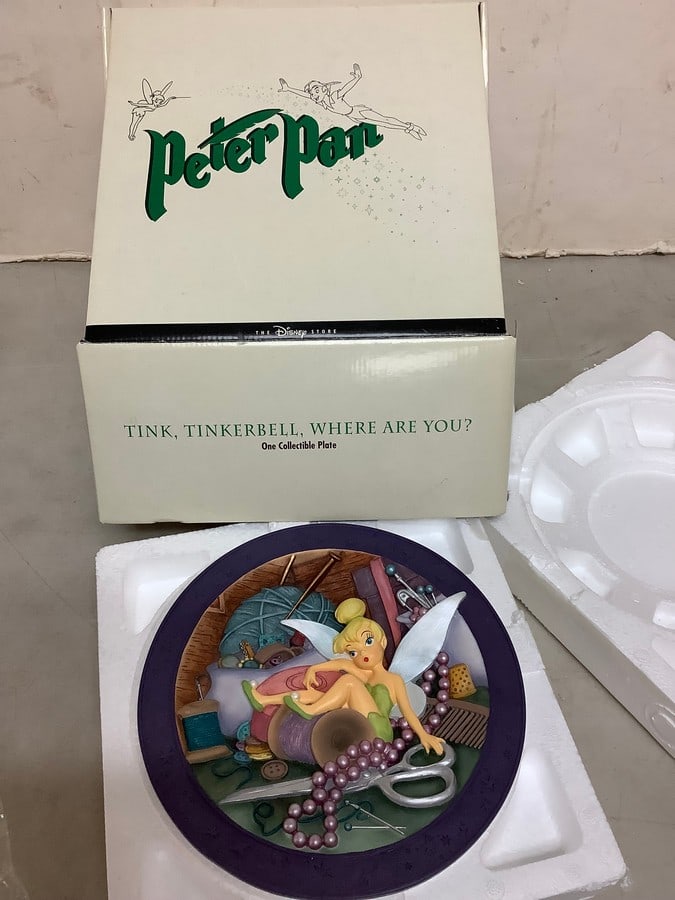 Peter Pan
THE Disney STORE
TINK, TINKERBELL, WHERE ARE YOU?
One Collectible Plate